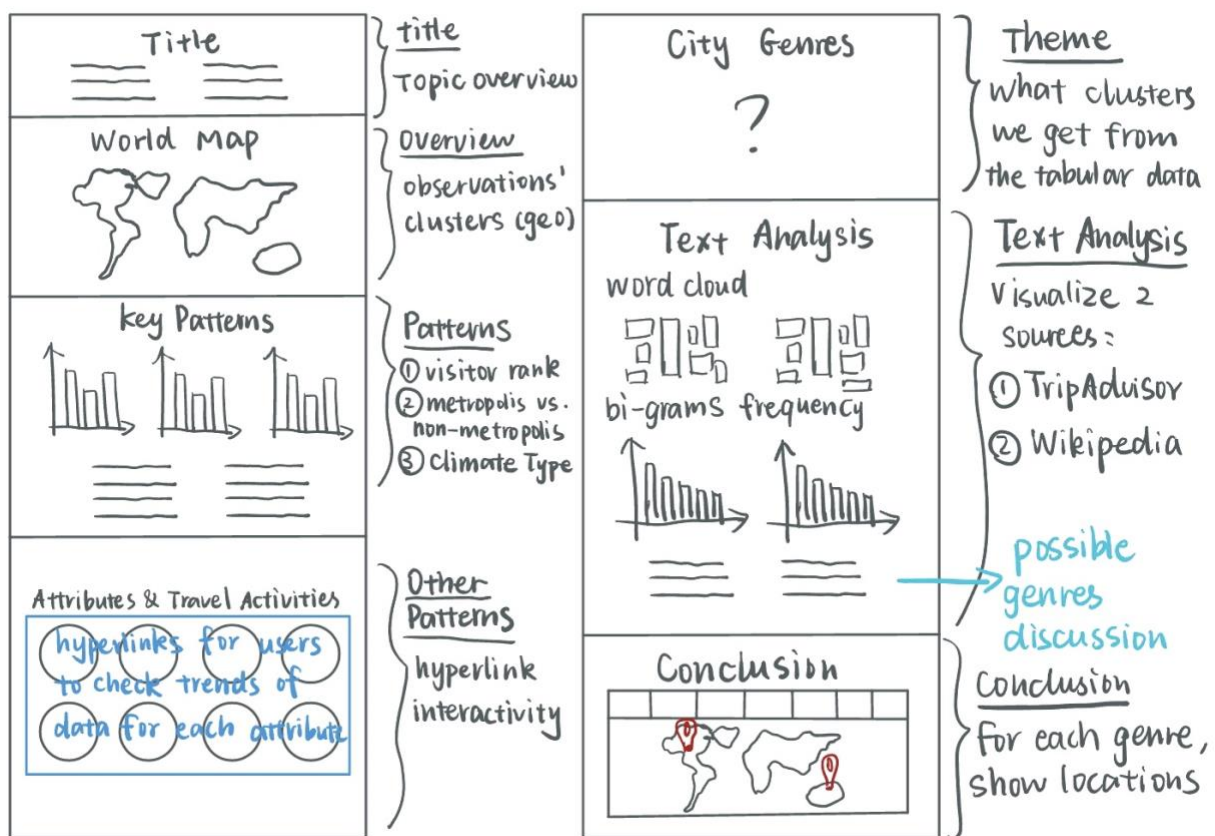 Title
title
Topic overview
World Map
Overview
observations'
clusters (geo)
key Patterns
Patterns
① visitor rank
② metropolis vs.
non-metropolis
③ Climate Type
Attributes & Travel Activities
hyperlinks for users
to check trends of
data for each attribute
Other
Patterns
hyperlink
interactivity
City Genres
?
Theme
what clusters
we get from
the tabular data
Text Analysis
word cloud
bi-grams frequency
Text Analysis
Visualize 2
sources:
① TripAdvisor
② Wikipedia
possible
genres
discussion
Conclusion
Conclusion
For each genre,
show locations